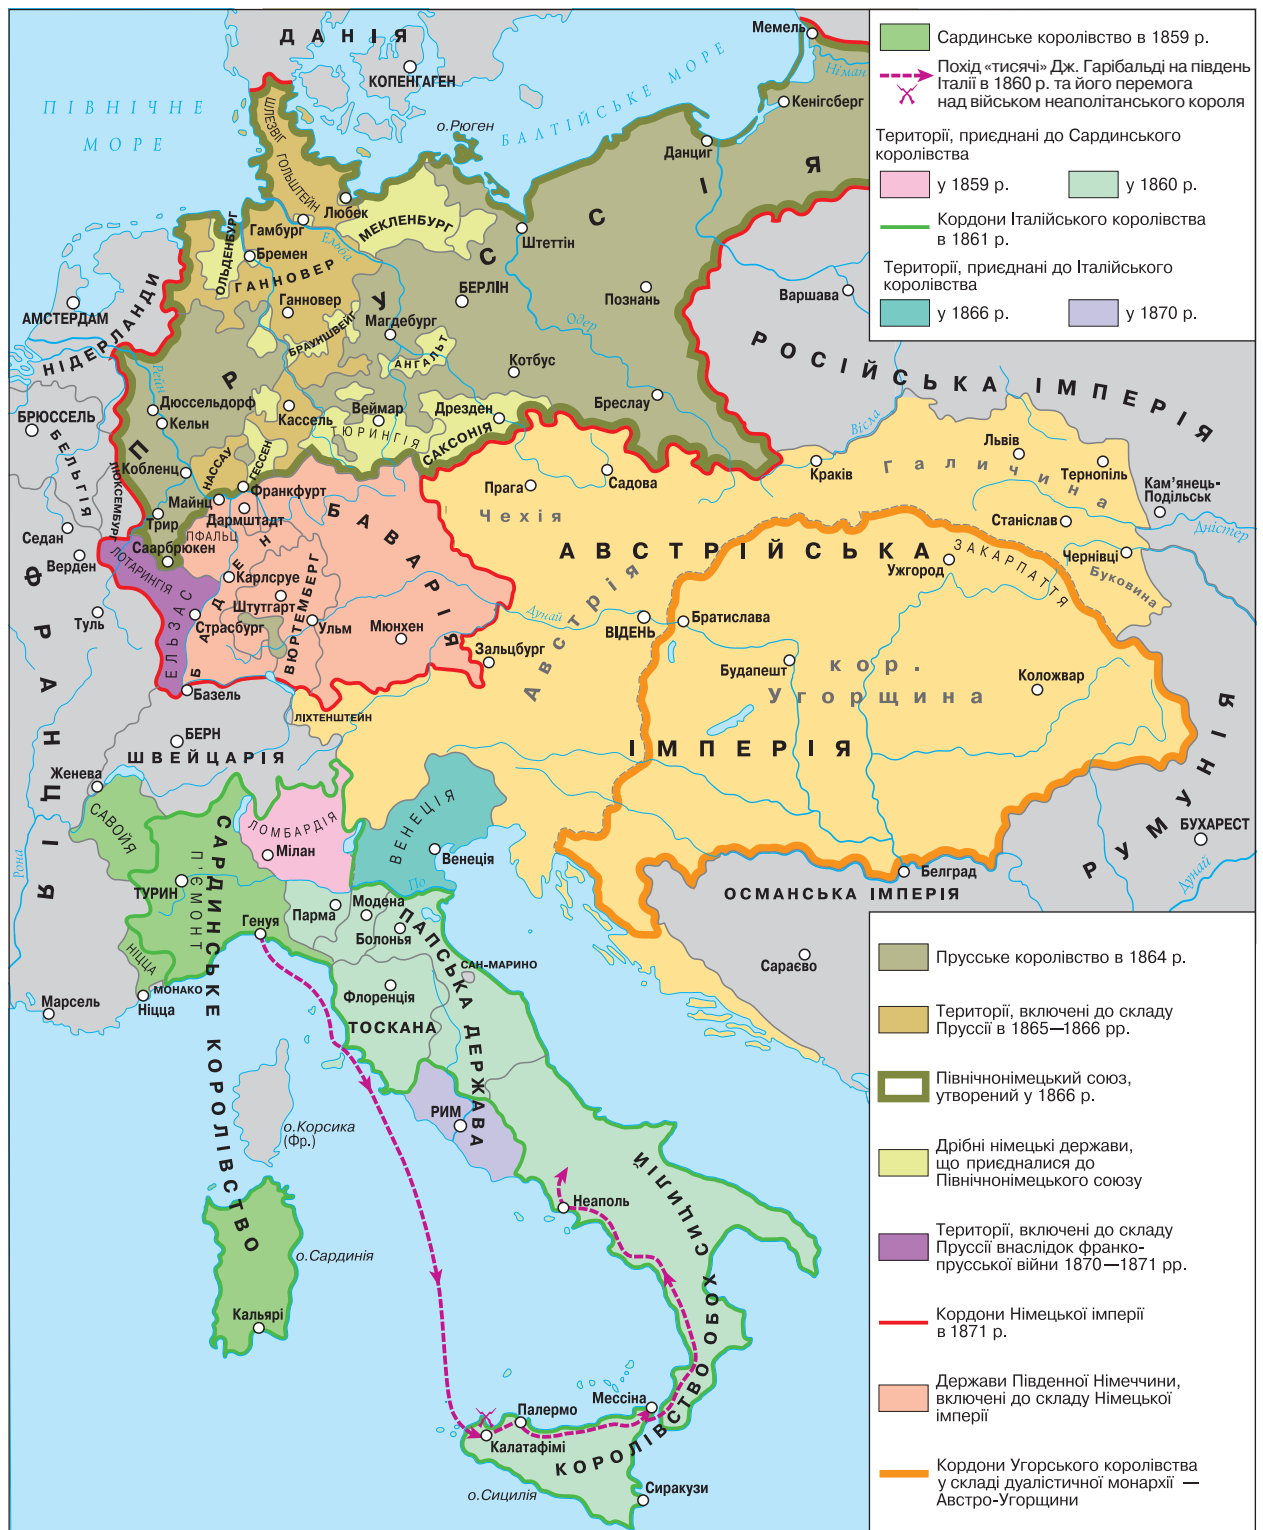 ДАНІЯ
КОПЕНГАГЕН
ПІВНІЧНЕ
МОРЕ
БАЛТІЙСЬКЕ МОРЕ
о.Рюген
Мемель
Німан
Кенігсберг
Данциг
ШЛЕЗВІГ
ГОЛЬШТЕЙН
Любек
Гамбург
МЕКЛЕНБУРГ
Штеттін
ОЛЬДЕНБУРГ
Бремен
Ельба
ГАННОВЕР
Ганновер
БЕРЛІН
Познань
Варшава
АМСТЕРДАМ
НІДЕРЛАНДИ
Магдебург
БРАУНШВЕЙГ
АНГАЛЬТ
Одер
Котбус
ПРУССІЯ
РОСІЙСЬКА ІМПЕРІЯ
Рейн
Дюссельдорф
Кельн
Кассель
Веймар
Дрезден
Бреслау
Вісла
БРЮССЕЛЬ
БЕЛЬГІЯ
ТЮРИНГІЯ
САКСОНІЯ
Кобленц
НАССАУ
ГЕССЕН
ЛЮКСЕМБУРГ
Майнц
Франкфурт
Дармштадт
Трир
Саарбрюкен
ПФАЛЬЦ
БАВАРІЯ
Прага
Чехія
Садова
Краків
Львів
Галичина
Тернопіль
Кам’янець-
Подільськ
Станіслав
Дністер
Чернівці
Буковина
Седан
Верден
ЛОТАРИНГІЯ
ЕЛЬЗАС
Карлсруе
Штутгарт
Страсбург
БАДЕН
ВЮРТЕМБЕРГ
Ульм
Мюнхен
АВСТРІЙСЬКА
ІМПЕРІЯ
Австрія
ЗАКАРПАТТЯ
Ужгород
Дунай
ВІДЕНЬ
Братислава
Зальцбург
Будапешт
кор.
Угорщина
Коложвар
Туль
ФРАНЦІЯ
Базель
ЛІХТЕНШТЕЙН
БЕРН
ШВЕЙЦАРІЯ
Женева
САВОЙЯ
ЛОМБАРДІЯ
Мілан
ВЕНЕЦІЯ
Венеція
По
ТУРИН
П’ЄМОНТ
САРДИНСЬКЕ КОРОЛІВСТВО
Генуя
Парма
Модена
Болонья
ПАПСЬКА ДЕРЖАВА
САН-МАРИНО
НІЦЦА
МОНАКО
Ніцца
Рона
Марсель
Флоренція
ТОСКАНА
РУМУНІЯ
БУХАРЕСТ
Дунай
Белград
ОСМАНСЬКА ІМПЕРІЯ
Сараєво
о.Корсика
(Фр.)
РИМ
Неаполь
о.Сардинія
Кальярі
КОРОЛІВСТВО ОБОХ СИЦИЛІЙ
Мессіна
Палермо
Калатафімі
о.Сицилія
Сиракузи
Сардинське королівство в 1859 р.
Похід «тисячі» Дж. Гарібальді на південь
Італії в 1860 р. та його перемога
над військом неаполітанського короля
Території, приєднані до Сардинського
королівства
у 1859 р.
у 1860 р.
Кордони Італійського королівства
в 1861 р.
Території, приєднані до Італійського
королівства
у 1866 р.
у 1870 р.
Прусське королівство в 1864 р.
Території, включені до складу
Пруссії в 1865—1866 рр.
Північнонімецький союз,
утворений у 1866 р.
Дрібні німецькі держави,
що приєдналися до
Північнонімецького союзу
Території, включені до складу
Пруссії внаслідок франко-
прусської війни 1870—1871 рр.
Кордони Німецької імперії
в 1871 р.
Держави Південної Німеччини,
включені до складу Німецької
імперії
Кордони Угорського королівства
у складі дуалістичної монархії —
Австро-Угорщини